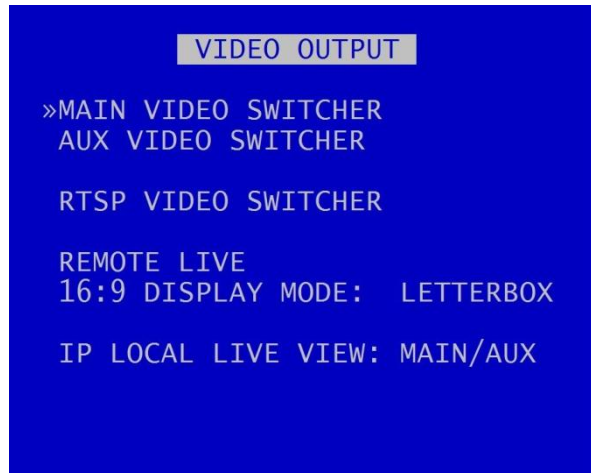 VIDEO OUTPUT
»MAIN VIDEO SWITCHER
AUX VIDEO SWITCHER
RTSP VIDEO SWITCHER
REMOTE LIVE
16:9 DISPLAY MODE: LETTERBOX
IP LOCAL LIVE VIEW: MAIN/AUX